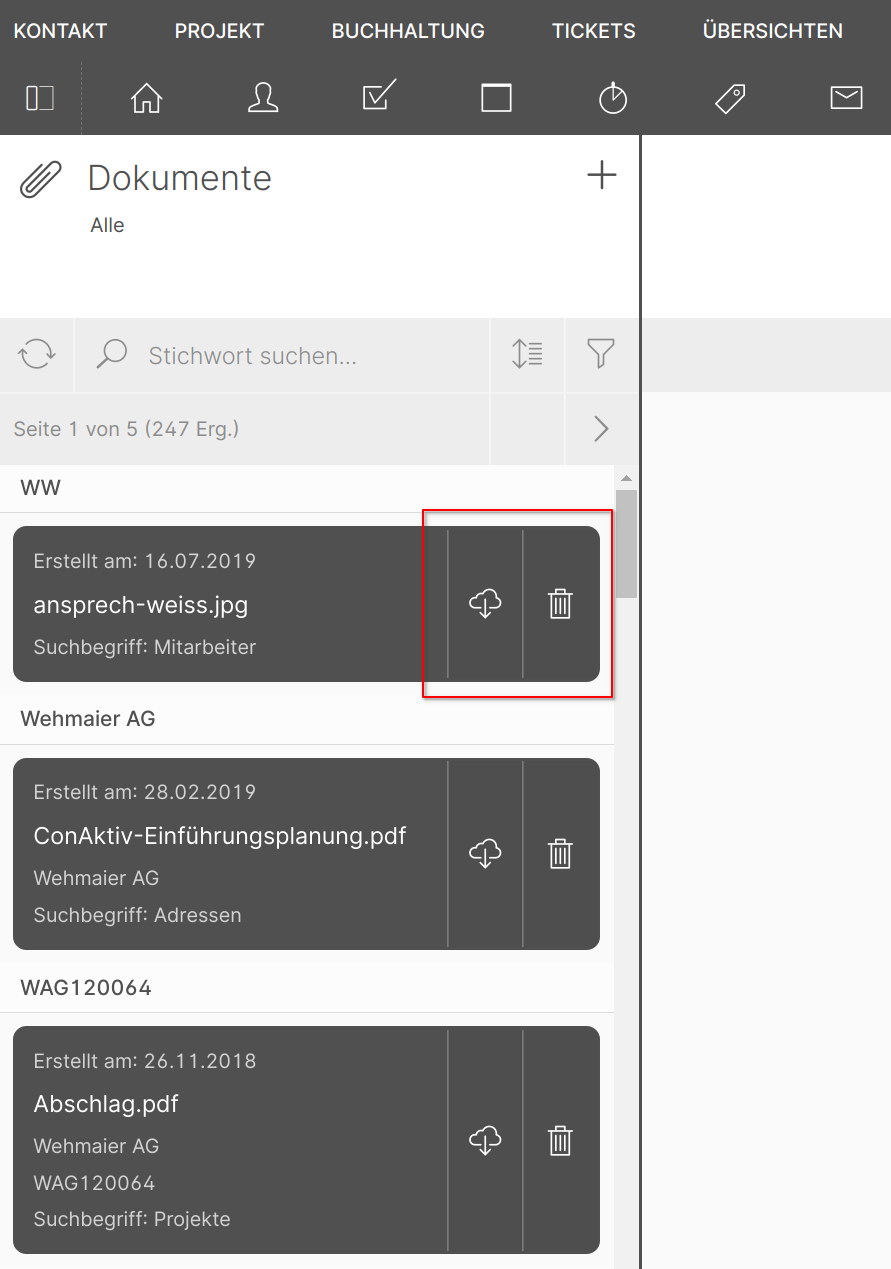 KONTAKT PROJEKT BUCHHALTUNG TICKETS ÜBERSICHTEN
Dokumente
Alle
Stichwort suchen...
Seite 1 von 5 (247 Erg.)
WW
Erstellt am: 16.07.2019
ansprech-weiss.jpg
Suchbegriff: Mitarbeiter
Wehmaier AG
Erstellt am: 28.02.2019
ConAktiv-Einführungsplanung.pdf
Wehmaier AG
Suchbegriff: Adressen
WAG120064
Erstellt am: 26.11.2018
Abschlag.pdf
Wehmaier AG
WAG120064
Suchbegriff: Projekte